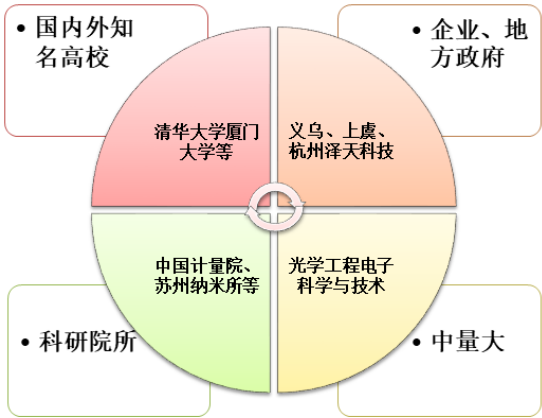 • 国内外知
名高校
• 企业、地
方政府
清华大学厦门
大学等
义乌、上虞、
杭州泽天科技
中国计量院、
苏州纳米所等
光学工程电子
科学与技术
• 科研院所
• 中量大